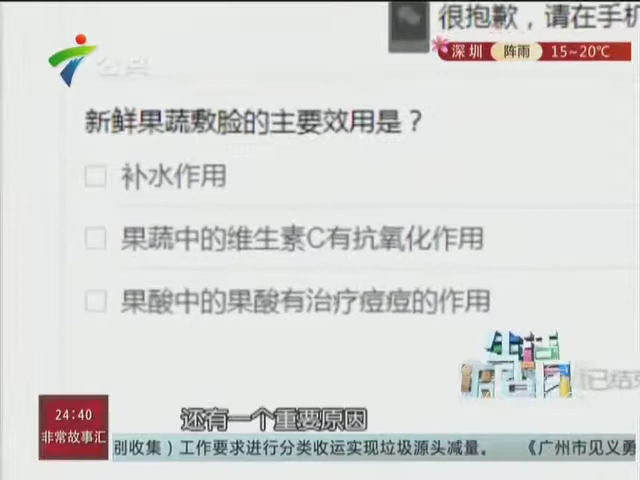 很抱歉，请在手机
深圳 阵雨 15~20℃
公共
新鲜果蔬敷脸的主要效用是？
补水作用
果蔬中的维生素C有抗氧化作用
果酸中的果酸有治疗痘痘的作用
生活
已结束
还有一个重要原因
24:40
非常故事汇
别收集）工作要求进行分类收运实现垃圾源头减量。 《广州市见义勇